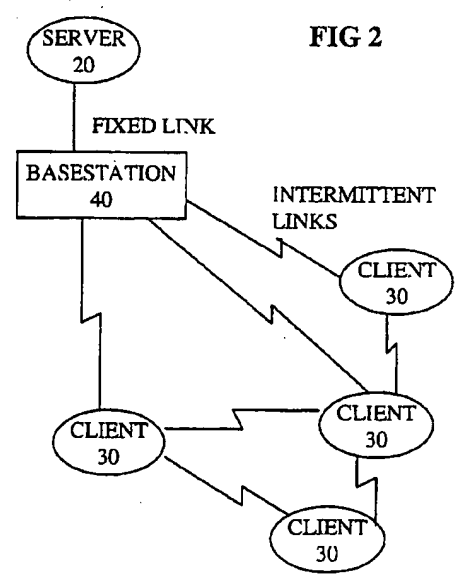 SERVER
20
FIG 2
FIXED LINK
BASESTATION
40
INTERMITTENT
LINKS
CLIENT
30
CLIENT
30
CLIENT
30
CLIENT
30